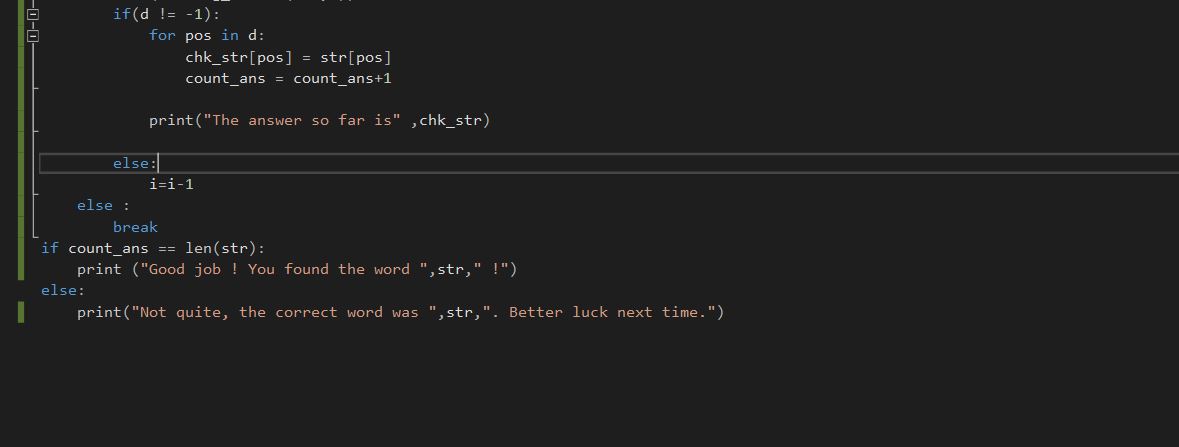 if(d != -1):
for pos in d:
chk_str[pos] = str[pos]
count_ans = count_ans+1
print("The answer so far is" ,chk_str)
else:
i=i-1
else :
break
if count_ans == len(str):
print ("Good job ! You found the word ",str," !")
else:
print("Not quite, the correct word was ",str,". Better luck next time.")